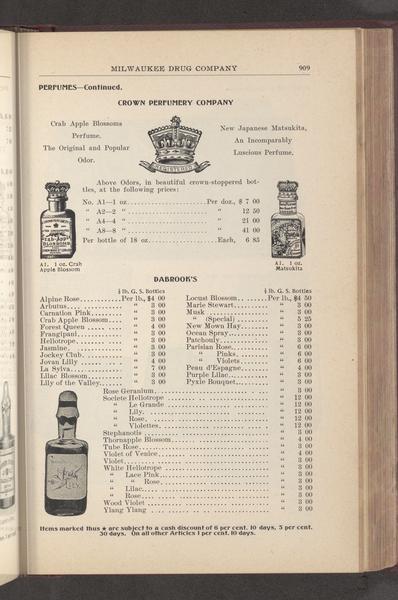 MILWAUKEE DRUG COMPANY 909
PERFUMES—Continued.
CROWN PERFUMERY COMPANY
Crab Apple Blossoms
Perfume.
The Original and Popular
Odor.
REGISTERED
New Japanese Matsukita,
An Incomparably
Luscious Perfume.
Above Odors, in beautiful crown-stoppered bot-
tles, at the following prices:
No. A1—1 oz. Per doz., $ 7 00
“ A2—2 “ “ 12 50
“ A4—4 “ “ 21 00
“ A8—8 “ “ 41 00
Per bottle of 18 oz. Each, 6 85
A1. 1 oz. Crab
Apple Blossom
A1. 1 oz.
Matsukita
DABROOK'S
½ lb. G. S. Bottles
Alpine Rose Per lb., $4 00
Arbutus “ 3 00
Carnation Pink “ 3 00
Crab Apple Blossom “ 3 00
Forest Queen “ 4 00
Frangipani “ 3 00
Heliotrope “ 3 00
Jasmine “ 3 00
Jockey Club “ 3 00
Jovan Lilly “ 4 00
La Sylva “ 7 00
Lilac Blossom “ 3 00
Lily of the Valley “ 3 00
½ lb. G. S. Bottles
Locust Blossom Per lb., $4 50
Marie Stewart “ 3 00
Musk “ 3 00
“ (Special) “ 5 25
New Mown Hay “ 3 00
Ocean Spray “ 3 00
Patchouly “ 3 00
Parisian Rose “ 6 00
“ Pinks “ 6 00
“ Violets “ 6 00
Peau d'Espagne “ 4 00
Purple Lilac “ 3 00
Pyxie Bouquet “ 3 00
Rose Geranium “ 3 00
Societe Heliotrope “ 12 00
“ Le Grande “ 12 00
“ Lily “ 12 00
“ Rose “ 12 00
“ Violettes “ 12 00
Stephanotis “ 3 00
Thornapple Blossom “ 4 00
Tube Rose “ 3 00
Violet of Venice “ 4 00
Violet “ 3 00
White Heliotrope “ 3 00
“ Lace Pink “ 3 00
“ “ Rose “ 3 00
“ Lilac “ 3 00
“ Rose “ 3 00
Wood Violet “ 3 00
Ylang Ylang “ 3 00
Items marked thus ★ are subject to a cash discount of 6 per cent. 10 days, 5 per cent.
30 days. On all other Articles 1 per cent. 10 days.